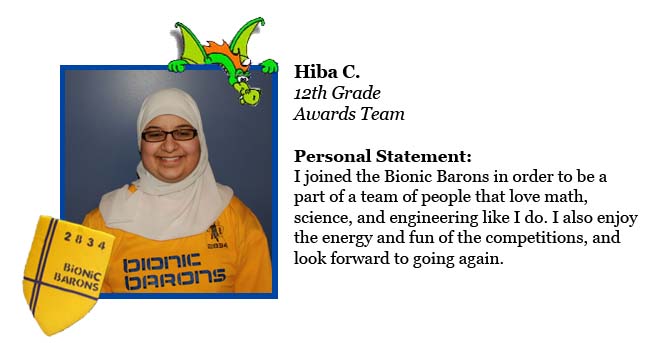 Hiba C.
12th Grade
Awards Team
Personal Statement:
I joined the Bionic Barons in order to be a
part of a team of people that love math,
science, and engineering like I do. I also enjoy
the energy and fun of the competitions, and
look forward to going again.
2834
BIONIC
BARONS
2834
BiONiC
BARONS